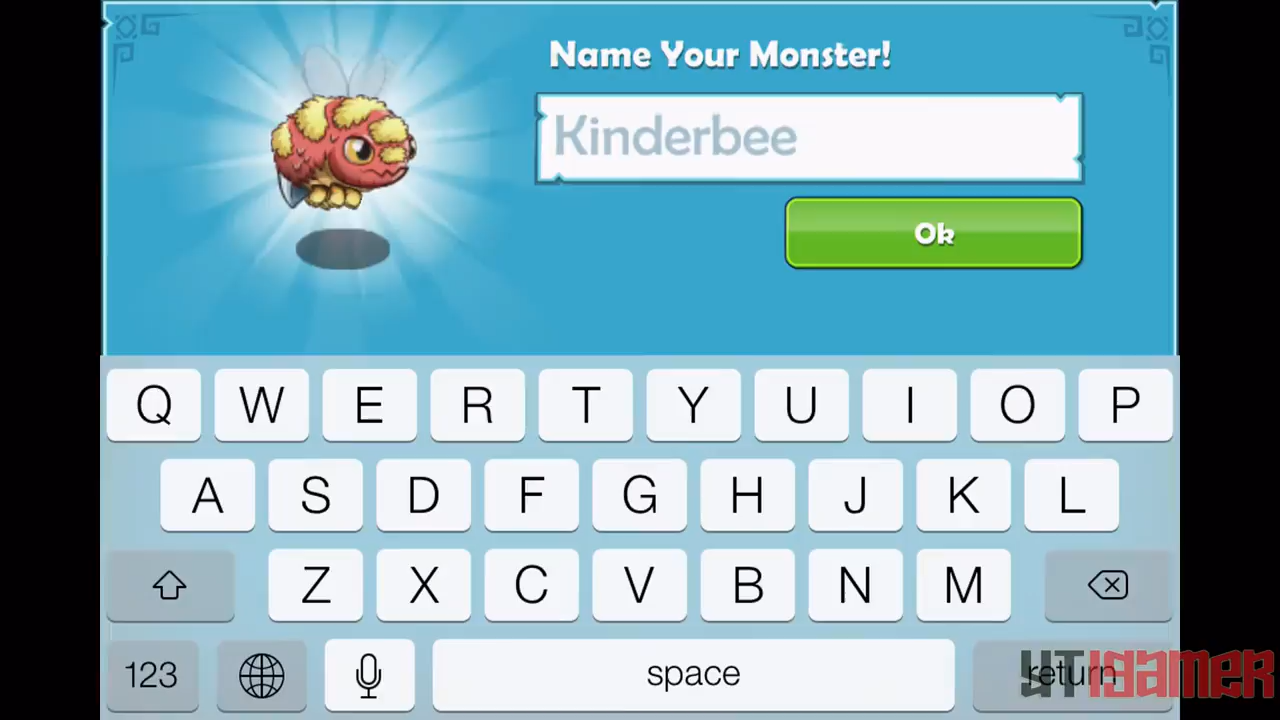 Name Your Monster!
Kinderbee
Ok
Q W E R T Y U I O P
A S D F G H J K L
Z X C V B N M
123 space return
YTIGAMER